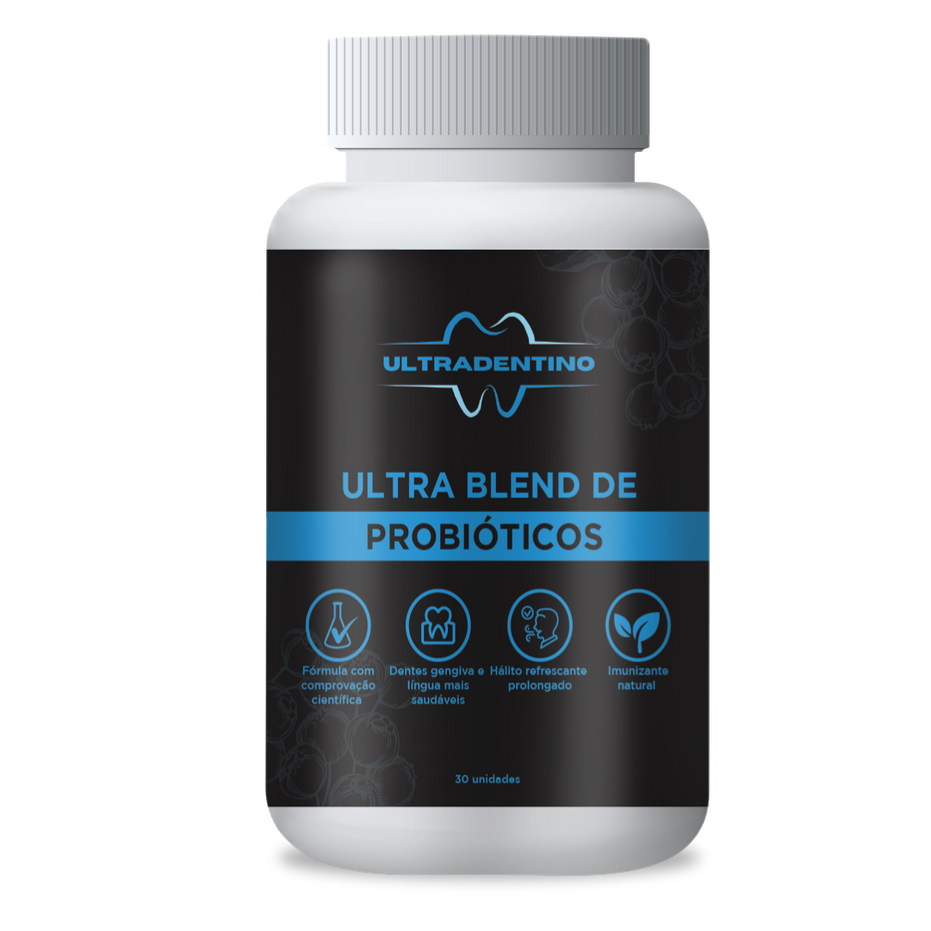 ULTRADENTINO
ULTRA BLEND DE
PROBIÓTICOS
Fórmula com
comprovação
científica
Dentes gengiva e
língua mais
saudáveis
Hálito refrescante
prolongado
Imunizante
natural
30 unidades